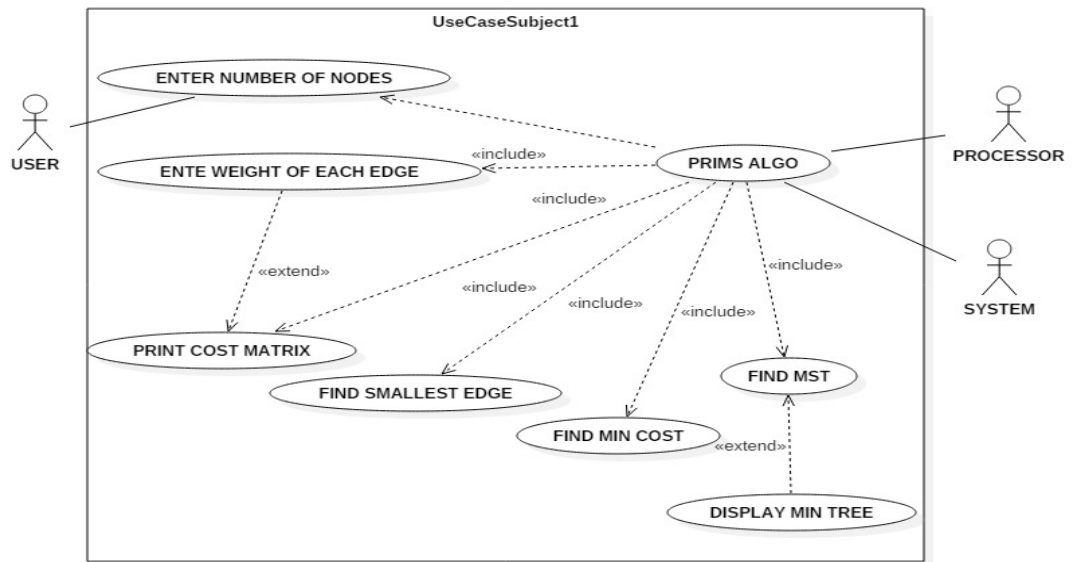 UseCaseSubject1
ENTER NUMBER OF NODES
USER
PROCESSOR
«include»
PRIMS ALGO
ENTE WEIGHT OF EACH EDGE
«include»
«extend»
«include»
«include»
«include»
«include»
SYSTEM
PRINT COST MATRIX
FIND SMALLEST EDGE
FIND MST
FIND MIN COST
«extend»
DISPLAY MIN TREE